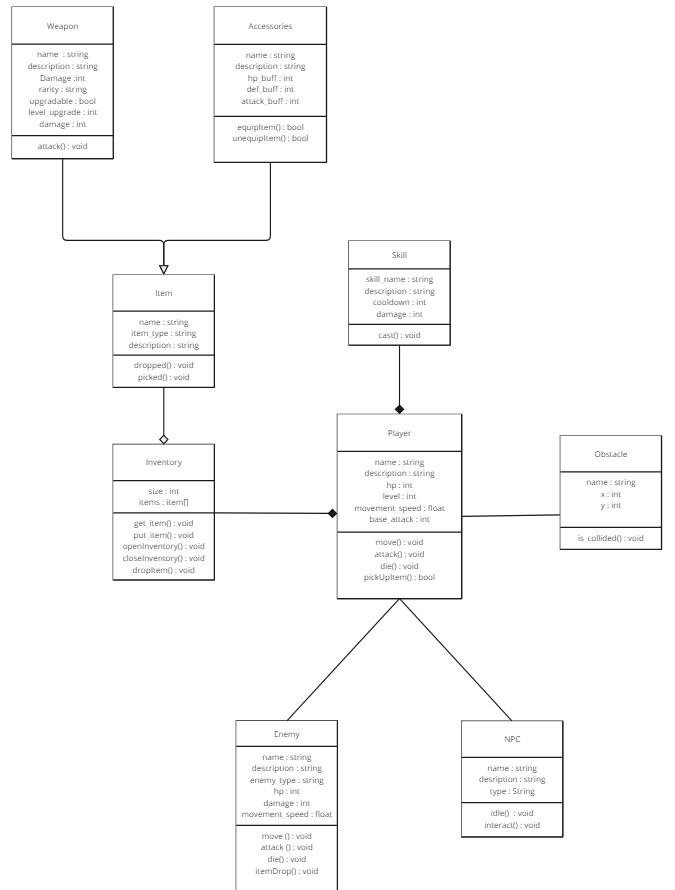 Weapon
name : string
description : string
Damage :int
rarity : string
upgradable : bool
level_upgrade : int
damage : int
attack() : void
Accessories
name : string
description : string
hp_buff : int
def_buff : int
attack_buff : int
equipItem() : bool
unequipItem() : bool
Skill
skill_name : string
description : string
cooldown : int
damage : int
cast() : void
Item
name : string
item_type : string
description : string
dropped() : void
picked() : void
Player
name : string
description : string
hp : int
level : int
movement_speed : float
base_attack : int
move() : void
attack() : void
die() : void
pickUpItem() : bool
Obstacle
name : string
x : int
y : int
is_collided() : void
Inventory
size : int
items : item[]
get_item() : void
put_item() : void
openInventory() : void
closeInventory() : void
dropItem() : void
Enemy
name : string
description : string
enemy_type : string
hp : int
damage : int
movement_speed : float
move () : void
attack () : void
die() : void
itemDrop() : void
NPC
name : string
desription : string
type : String
idle() : void
interact() : void